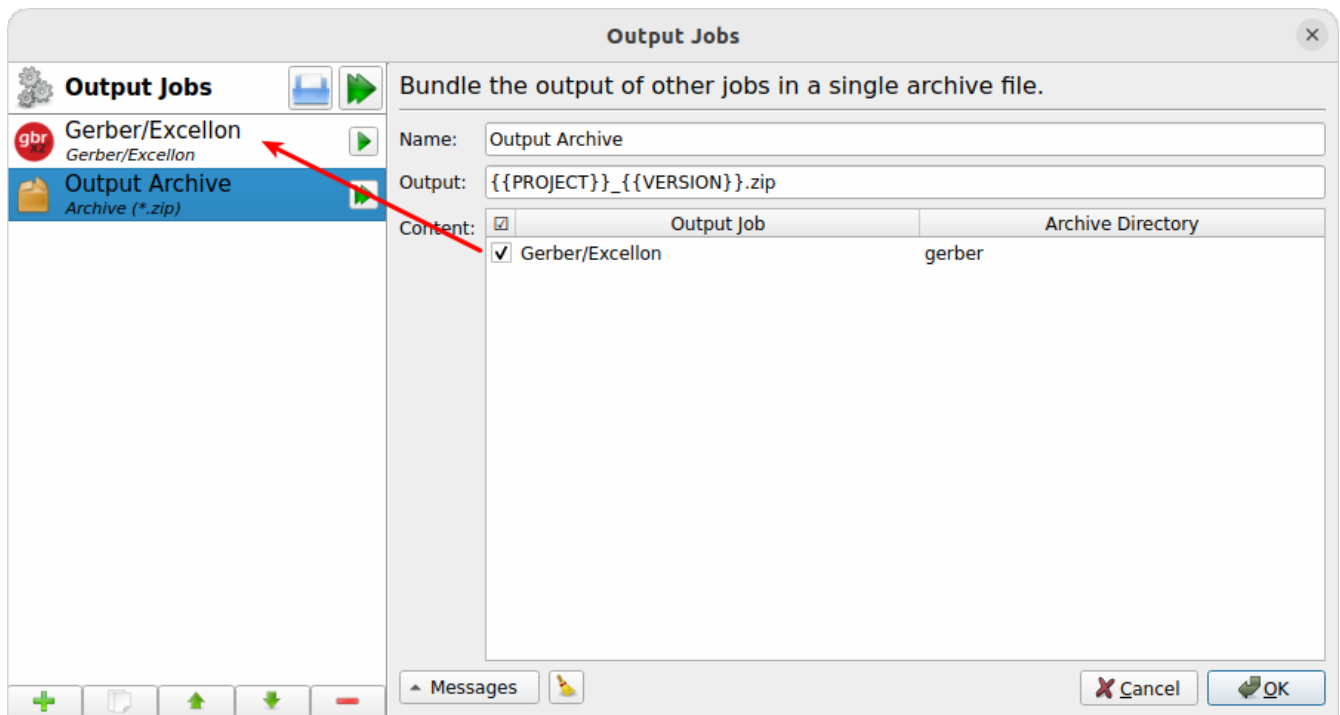 Output Jobs
Output Jobs
gbr
x2
Gerber/Excellon
Gerber/Excellon
Output Archive
Archive (*.zip)
Bundle the output of other jobs in a single archive file.
Name: Output Archive
Output: {{PROJECT}}_{{VERSION}}.zip
Content: Output Job Archive Directory
Gerber/Excellon gerber
Messages Cancel OK